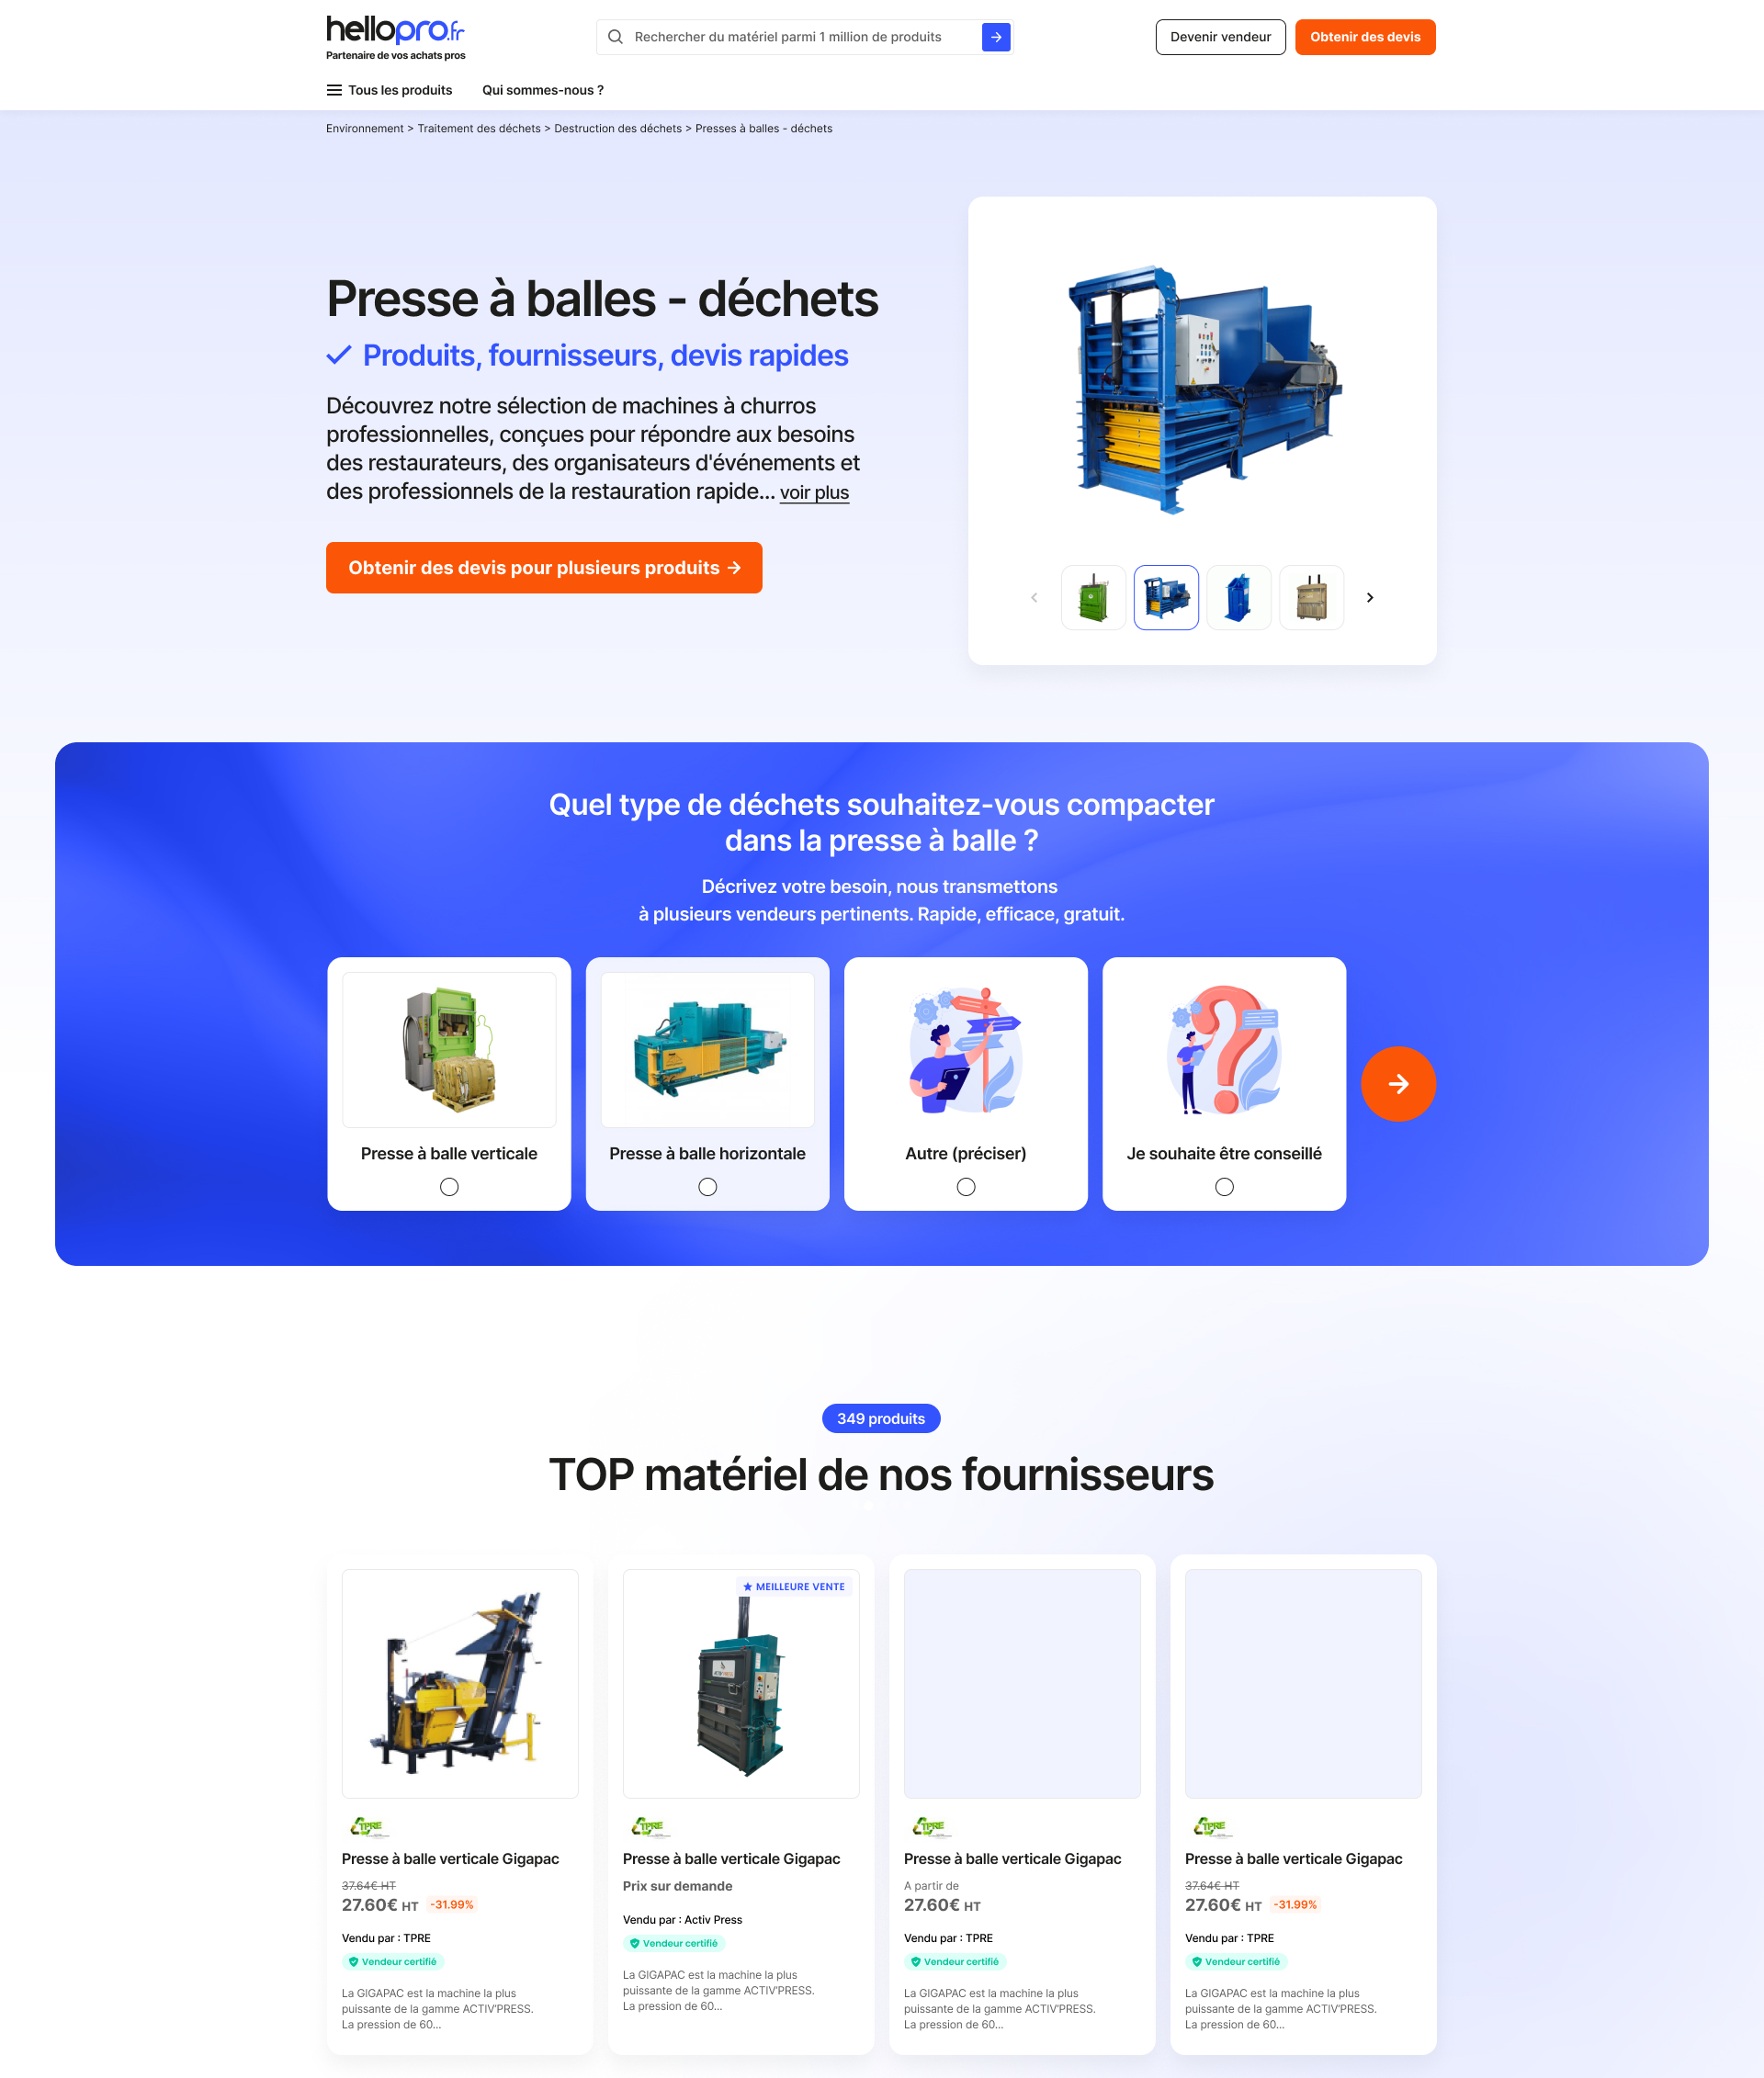 hellopro.fr
Partenaire de vos achats pros
Rechercher du matériel parmi 1 million de produits
Devenir vendeur
Obtenir des devis
Tous les produits
Qui sommes-nous ?
Environnement > Traitement des déchets > Destruction des déchets > Presses à balles - déchets
Presse à balles - déchets
Produits, fournisseurs, devis rapides
Découvrez notre sélection de machines à churros
professionnelles, conçues pour répondre aux besoins
des restaurateurs, des organisateurs d'événements et
des professionnels de la restauration rapide... voir plus
Obtenir des devis pour plusieurs produits →
Quel type de déchets souhaitez-vous compacter
dans la presse à balle ?
Décrivez votre besoin, nous transmettons
à plusieurs vendeurs pertinents. Rapide, efficace, gratuit.
Presse à balle verticale
Presse à balle horizontale
Autre (préciser)
Je souhaite être conseillé
349 produits
TOP matériel de nos fournisseurs
TPRE
Presse à balle verticale Gigapac
37.64€ HT
27.60€ HT -31.99%
Vendu par : TPRE
Vendeur certifié
La GIGAPAC est la machine la plus
puissante de la gamme ACTIV'PRESS.
La pression de 60...
MEILLEURE VENTE
TPRE
Presse à balle verticale Gigapac
Prix sur demande
Vendu par : Activ Press
Vendeur certifié
La GIGAPAC est la machine la plus
puissante de la gamme ACTIV'PRESS.
La pression de 60...
TPRE
Presse à balle verticale Gigapac
A partir de
27.60€ HT
Vendu par : TPRE
Vendeur certifié
La GIGAPAC est la machine la plus
puissante de la gamme ACTIV'PRESS.
La pression de 60...
TPRE
Presse à balle verticale Gigapac
37.64€ HT
27.60€ HT -31.99%
Vendu par : TPRE
Vendeur certifié
La GIGAPAC est la machine la plus
puissante de la gamme ACTIV'PRESS.
La pression de 60...